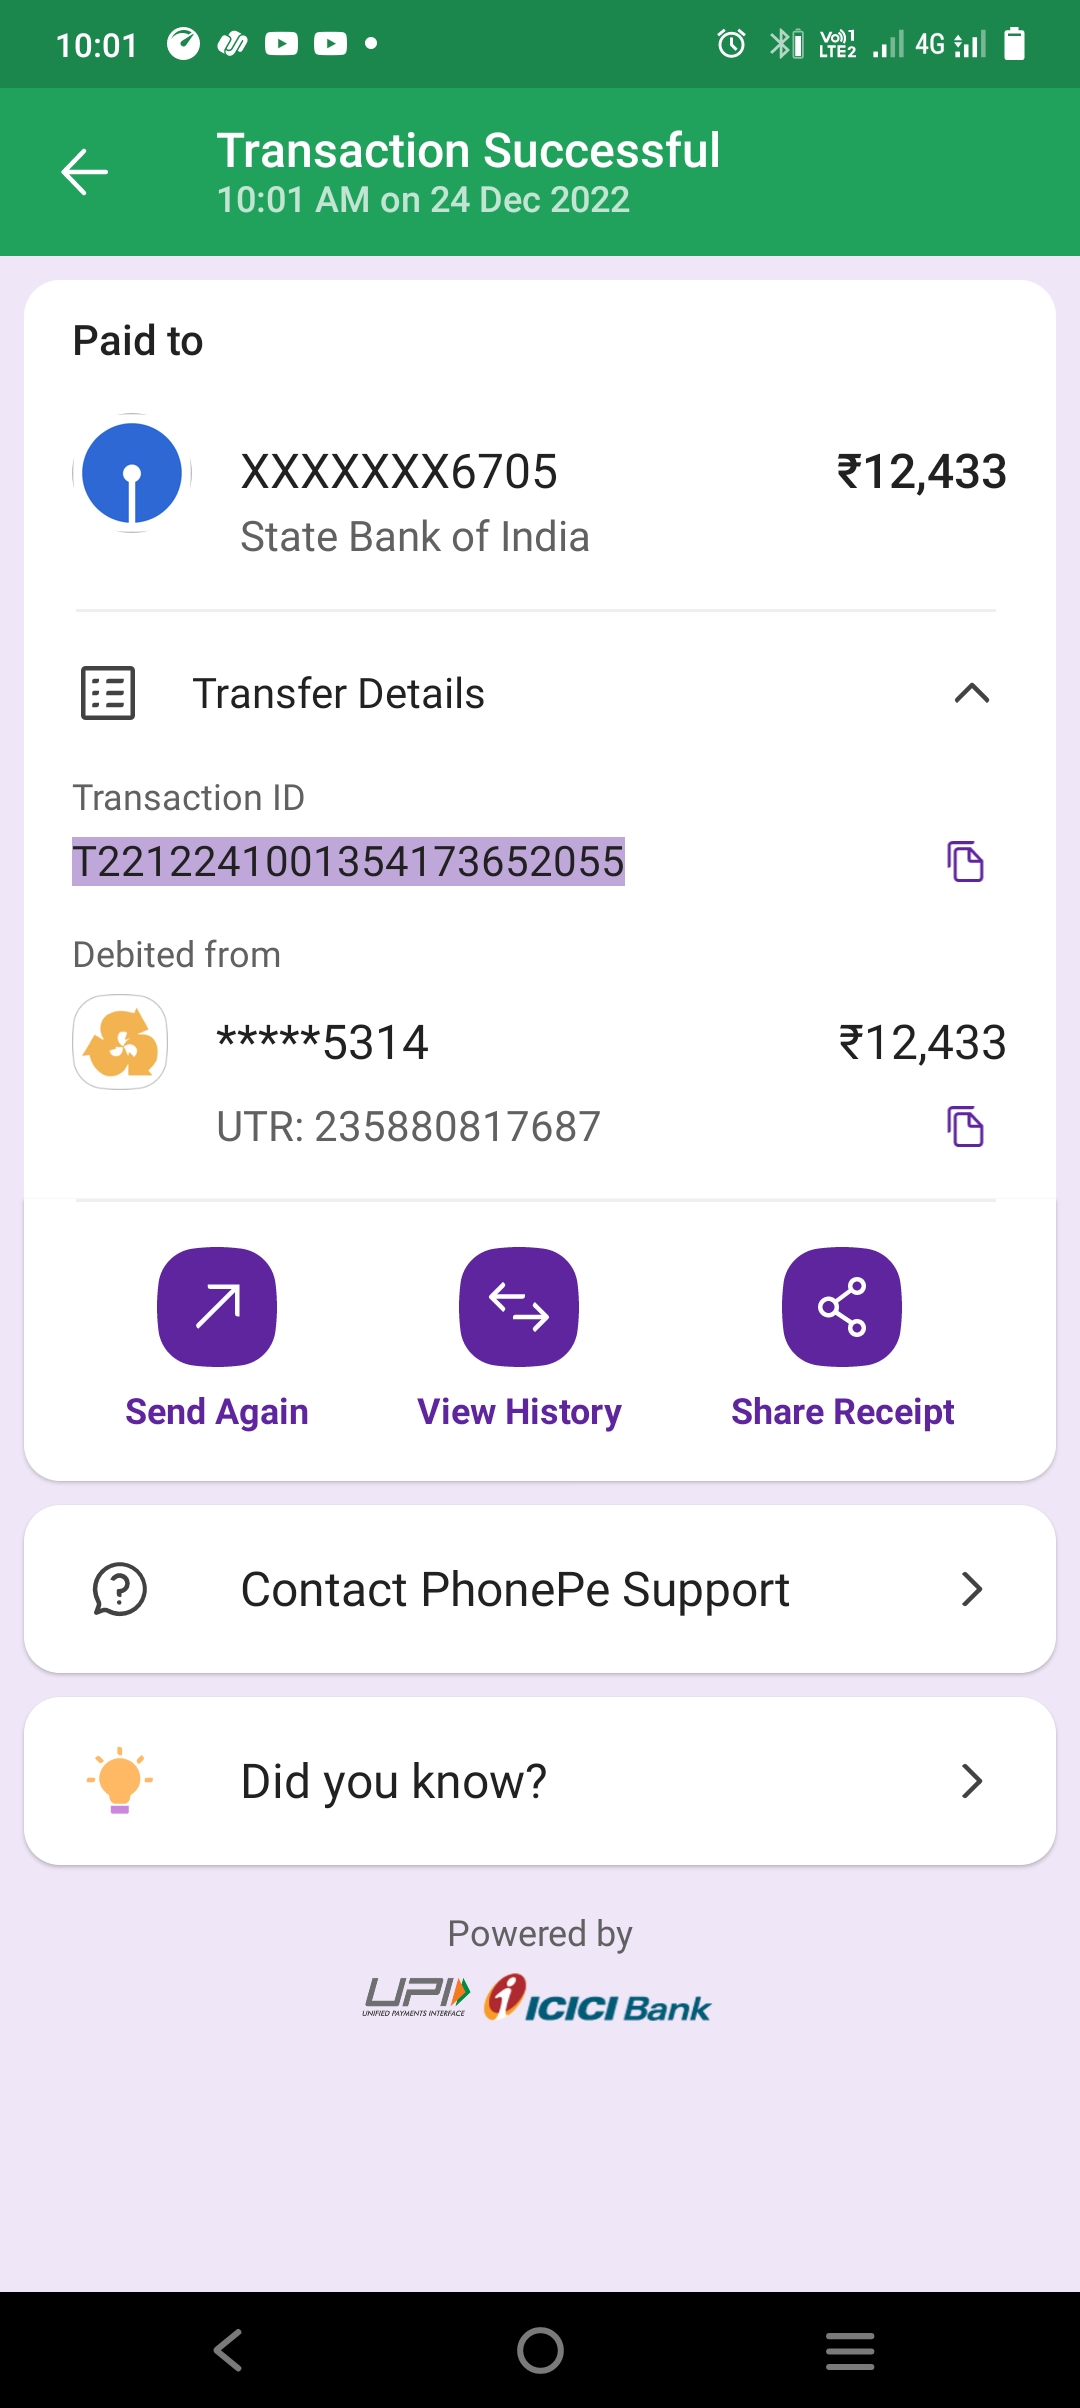 10:01
Vo))1
LTE2
4G
Transaction Successful
10:01 AM on 24 Dec 2022
Paid to
XXXXXXX6705
₹12,433
State Bank of India
Transfer Details
Transaction ID
T2212241001354173652055
Debited from
*****5314
₹12,433
UTR: 235880817687
Send Again
View History
Share Receipt
Contact PhonePe Support
Did you know?
Powered by
UPI
UNIFIED PAYMENTS INTERFACE
ICICI Bank